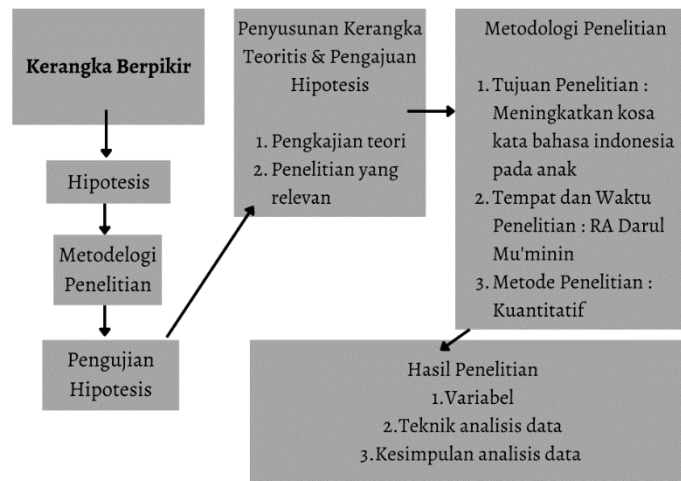 Kerangka Berpikir
Hipotesis
Metodelogi
Penelitian
Pengujian
Hipotesis
Penyusunan Kerangka
Teoritis & Pengajuan
Hipotesis
1. Pengkajian teori
2. Penelitian yang
relevan
Metodologi Penelitian
1. Tujuan Penelitian :
Meningkatkan kosa
kata bahasa indonesia
pada anak
2. Tempat dan Waktu
Penelitian : RA Darul
Mu'minin
3. Metode Penelitian :
Kuantitatif
Hasil Penelitian
1.Variabel
2.Teknik analisis data
3.Kesimpulan analisis data